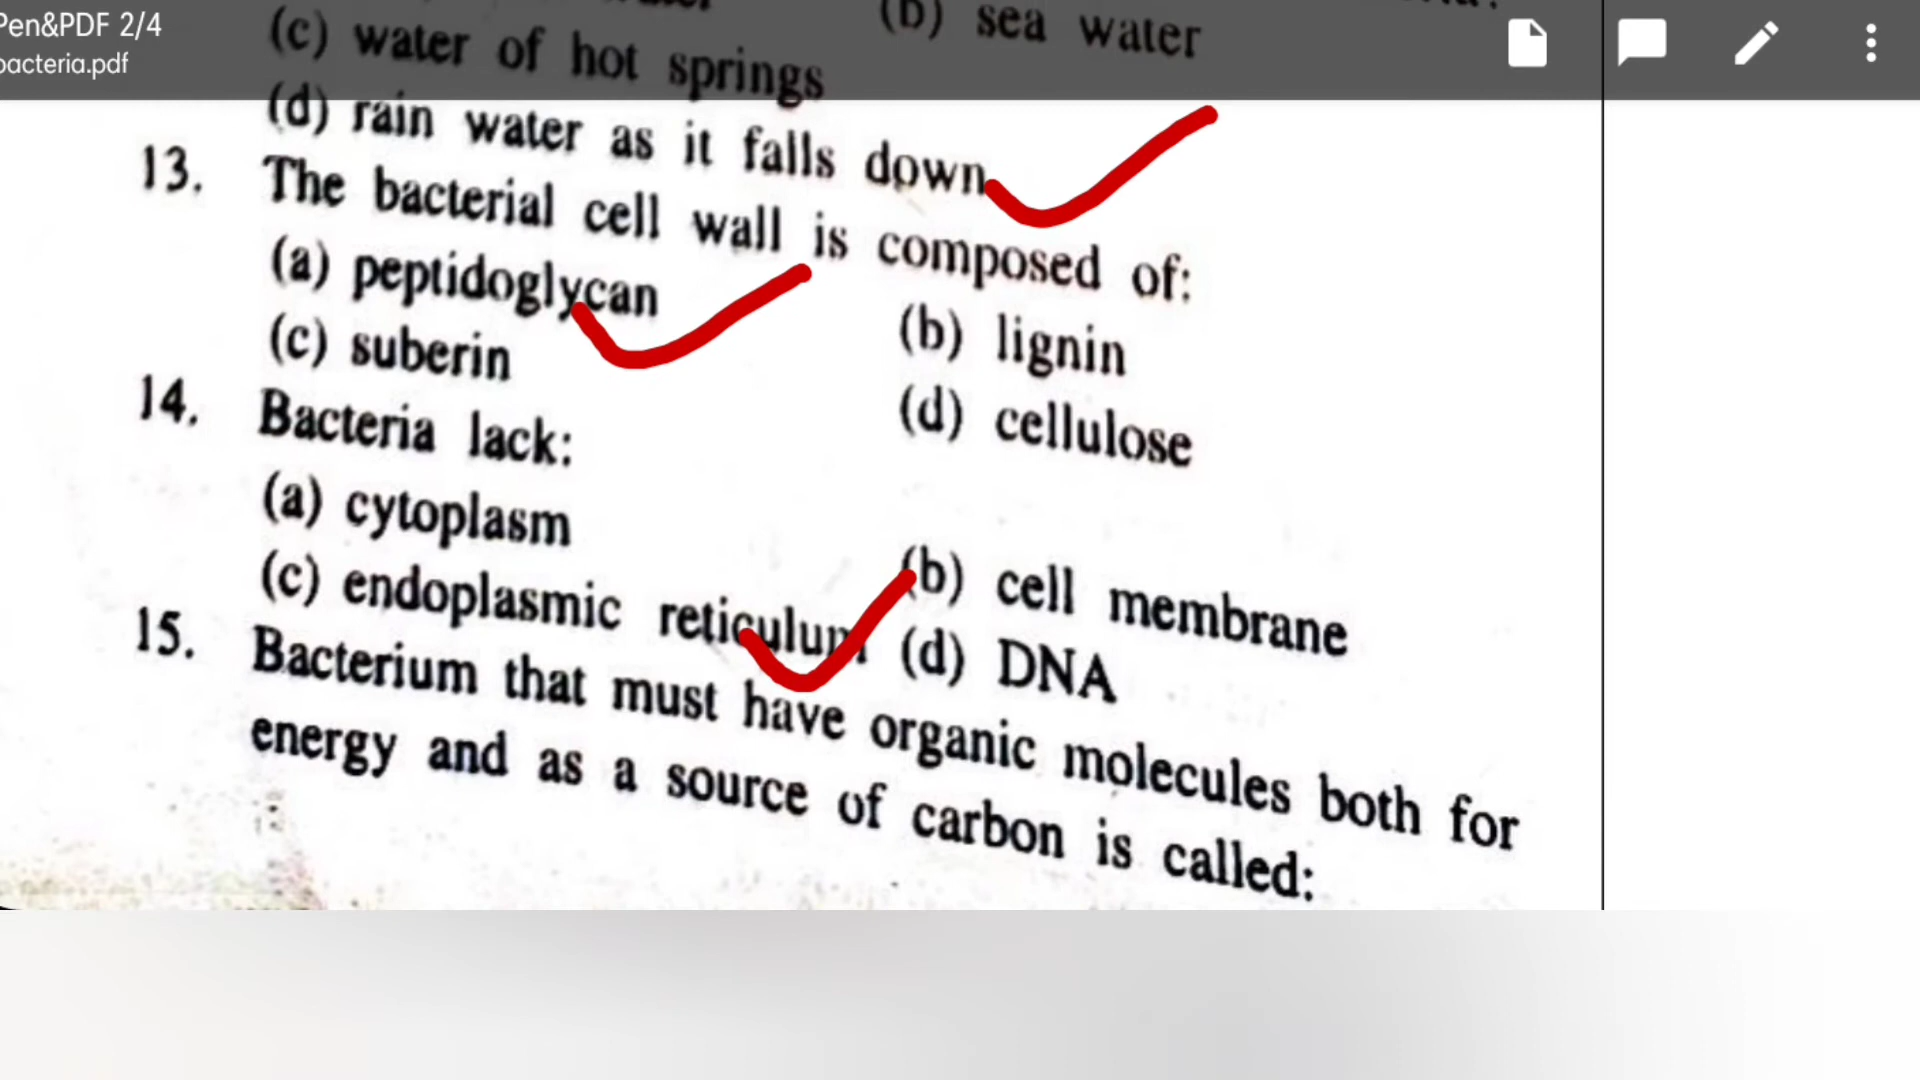 Pen&PDF 2/4
bacteria.pdf
(b) sea water
(c) water of hot springs
(d) rain water as it falls down
13. The bacterial cell wall is composed of:
(a) peptidoglycan
(b) lignin
(c) suberin
(d) cellulose
14. Bacteria lack:
(a) cytoplasm
(b) cell membrane
(c) endoplasmic reticulum
(d) DNA
15. Bacterium that must have organic molecules both for
energy and as a source of carbon is called: